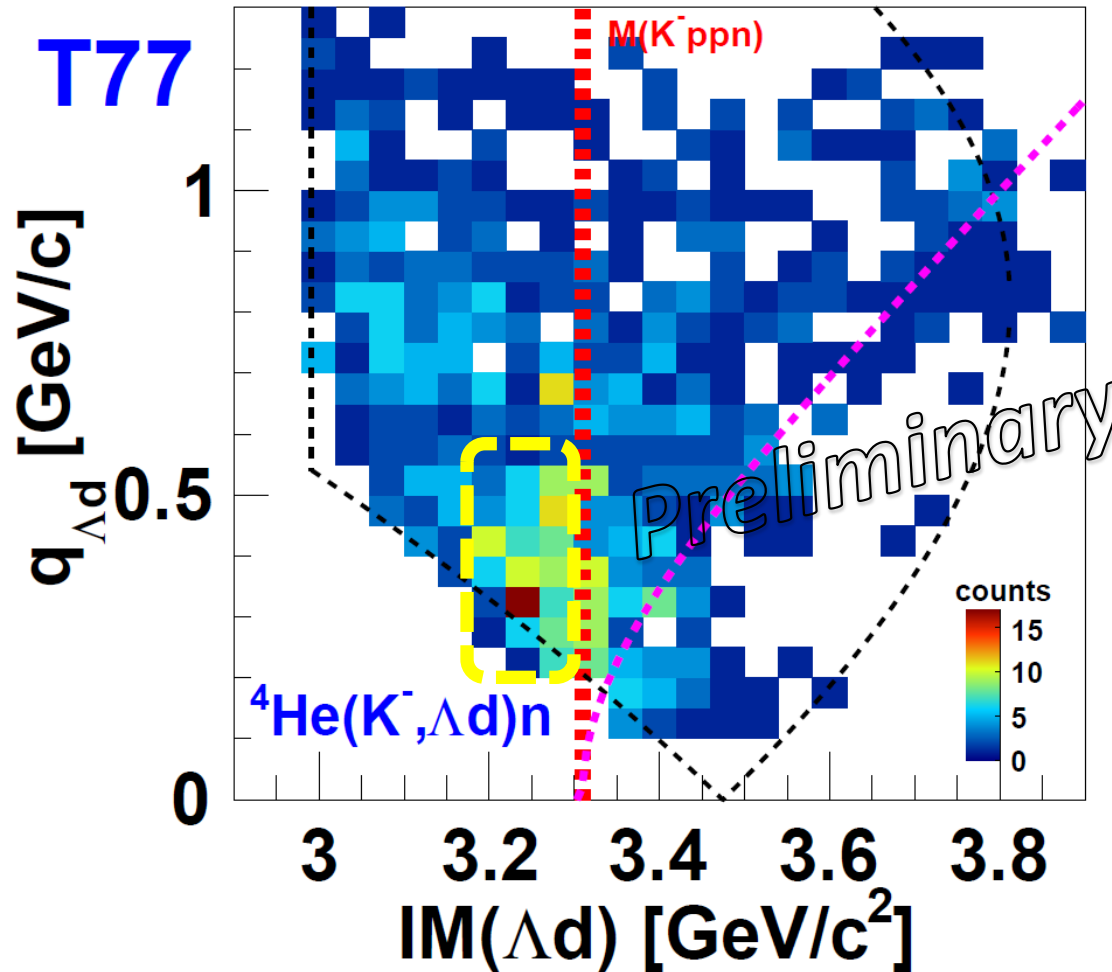 T77
M(K⁻ppn)
q_Λd [GeV/c]
1
0.5
0
Preliminary
counts
15
10
5
0
⁴He(K⁻,Λd)n
3
3.2
3.4
3.6
3.8
IM(Λd) [GeV/c²]